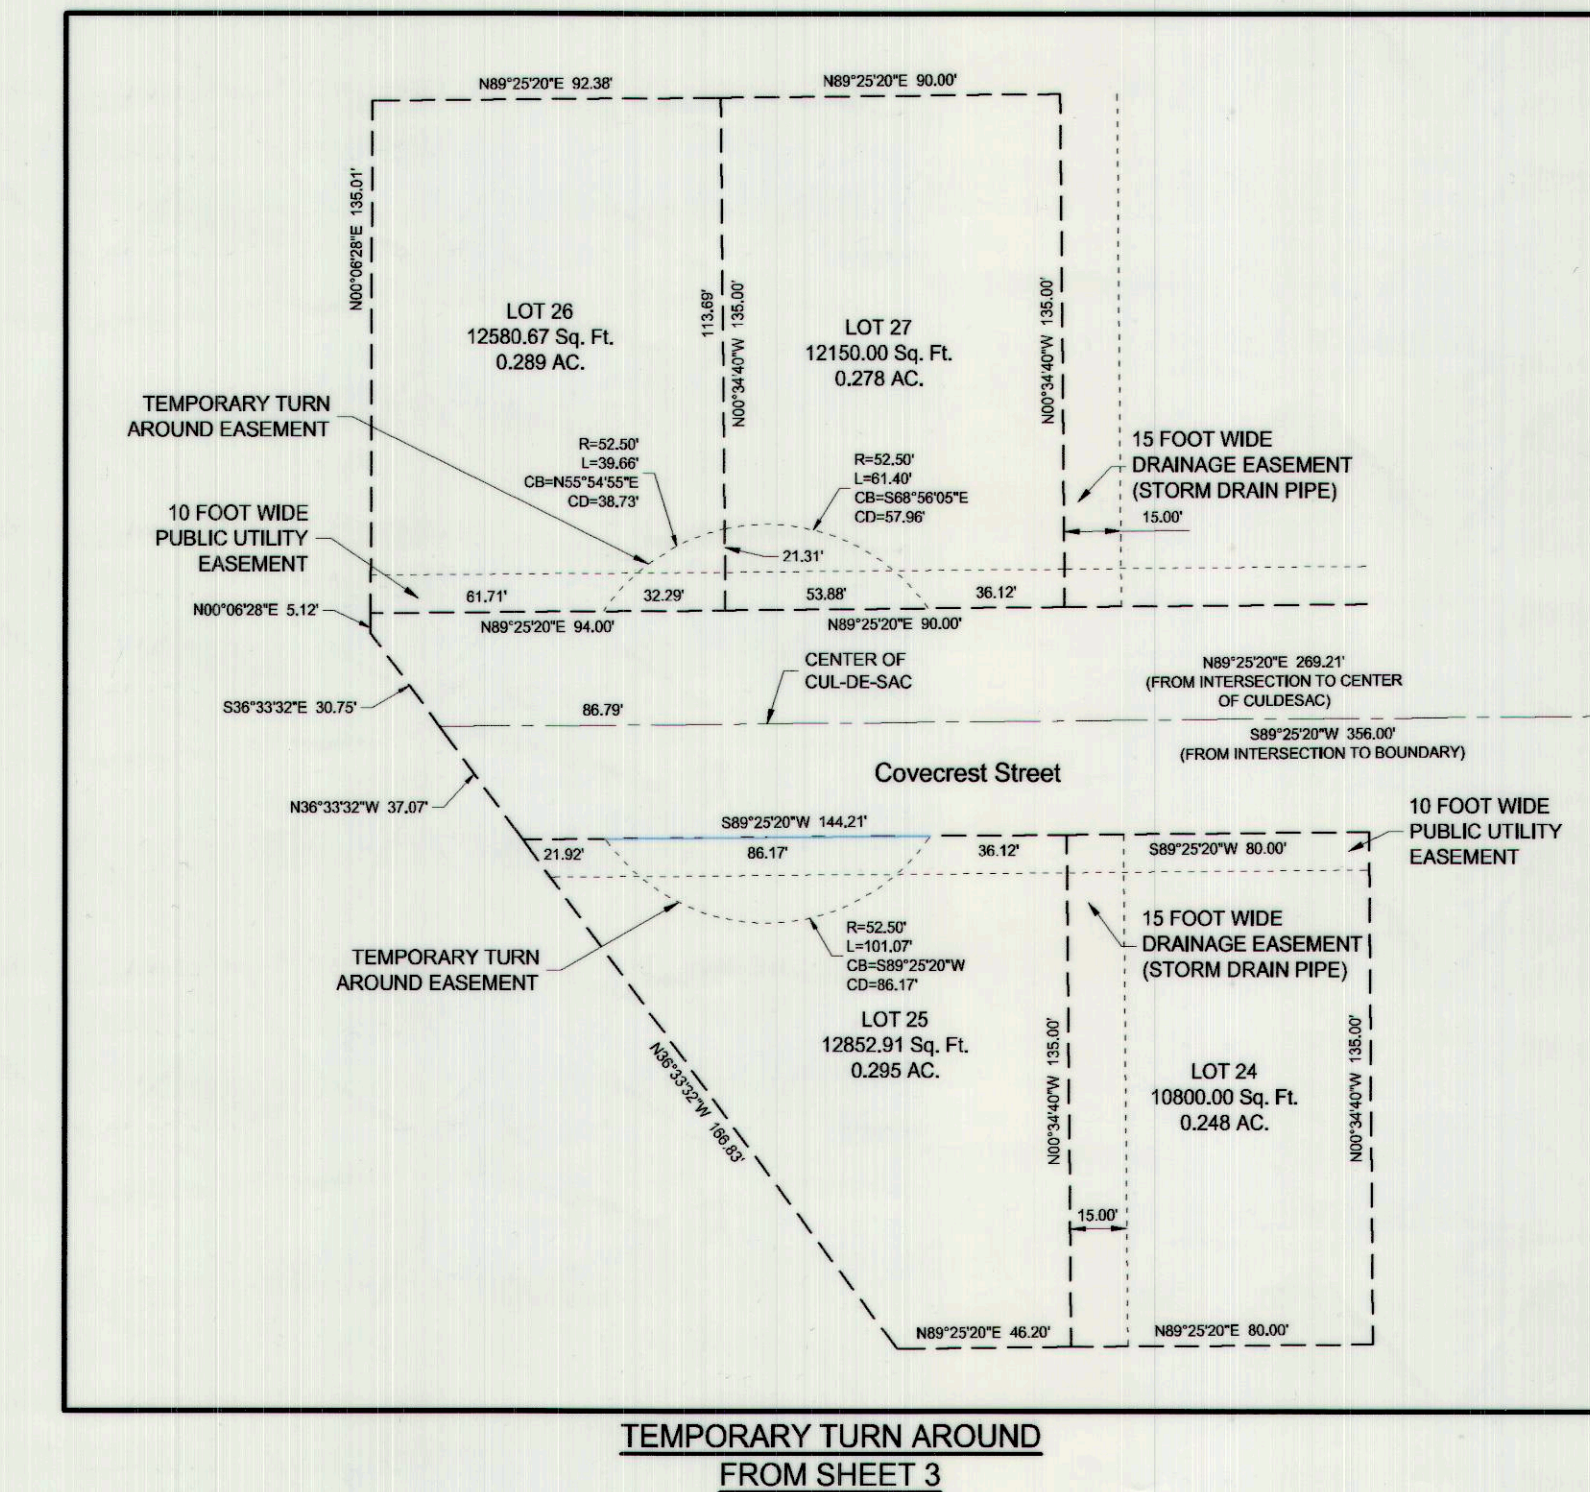 N89°25'20"E 92.38'
N89°25'20"E 90.00'
N00°06'28"E 135.01'
LOT 26
12580.67 Sq. Ft.
0.289 AC.
113.69'
N00°34'40"W 135.00'
LOT 27
12150.00 Sq. Ft.
0.278 AC.
N00°34'40"W 135.00'
TEMPORARY TURN
AROUND EASEMENT
R=52.50'
L=39.66'
CB=N55°54'55"E
CD=38.73'
R=52.50'
L=61.40'
CB=S68°56'05"E
CD=57.96'
15 FOOT WIDE
DRAINAGE EASEMENT
(STORM DRAIN PIPE)
15.00'
10 FOOT WIDE
PUBLIC UTILITY
EASEMENT
21.31'
N00°06'28"E 5.12'
61.71'
32.29'
53.88'
36.12'
N89°25'20"E 94.00'
N89°25'20"E 90.00'
CENTER OF
CUL-DE-SAC
N89°25'20"E 269.21'
(FROM INTERSECTION TO CENTER
OF CULDESAC)
S36°33'32"E 30.75'
86.79'
S89°25'20"W 356.00'
(FROM INTERSECTION TO BOUNDARY)
Covecrest Street
N36°33'32"W 37.07'
S89°25'20"W 144.21'
10 FOOT WIDE
PUBLIC UTILITY
EASEMENT
21.92'
86.17'
36.12'
S89°25'20"W 80.00'
TEMPORARY TURN
AROUND EASEMENT
R=52.50'
L=101.07'
CB=S89°25'20"W
CD=86.17'
15 FOOT WIDE
DRAINAGE EASEMENT
(STORM DRAIN PIPE)
LOT 25
12852.91 Sq. Ft.
0.295 AC.
N36°33'32"W 166.83'
N00°34'40"W 135.00'
LOT 24
10800.00 Sq. Ft.
0.248 AC.
N00°34'40"W 135.00'
15.00'
N89°25'20"E 46.20'
N89°25'20"E 80.00'
TEMPORARY TURN AROUND
FROM SHEET 3